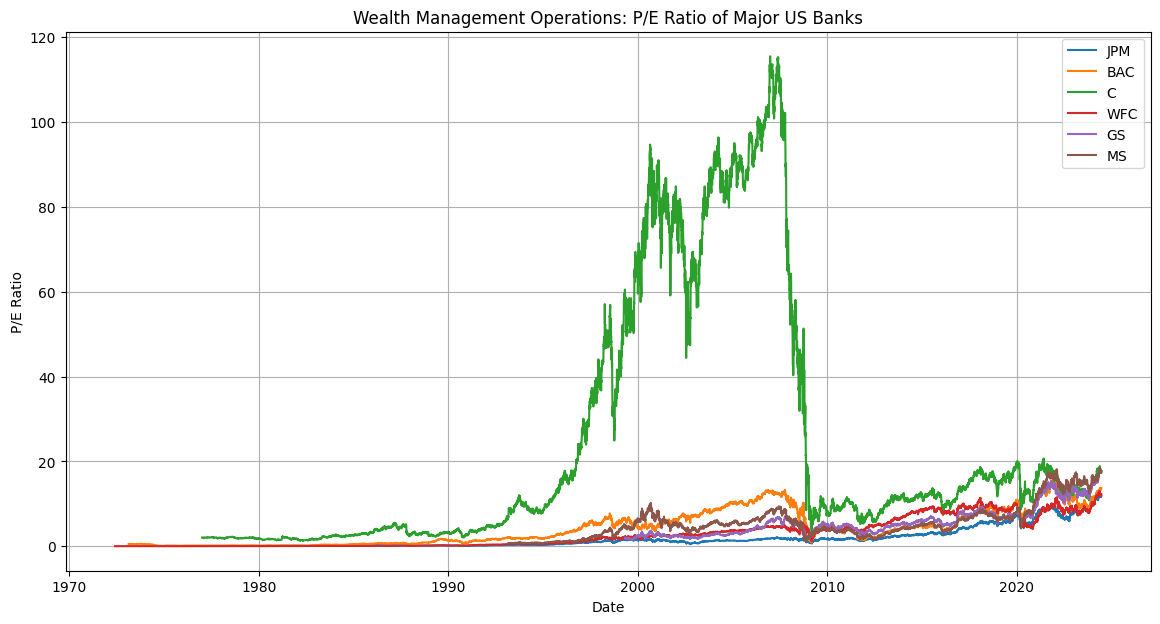 Wealth Management Operations: P/E Ratio of Major US Banks
120
100
80
60
40
20
0
P/E Ratio
1970
1980
1990
2000
2010
2020
Date
JPM
BAC
C
WFC
GS
MS